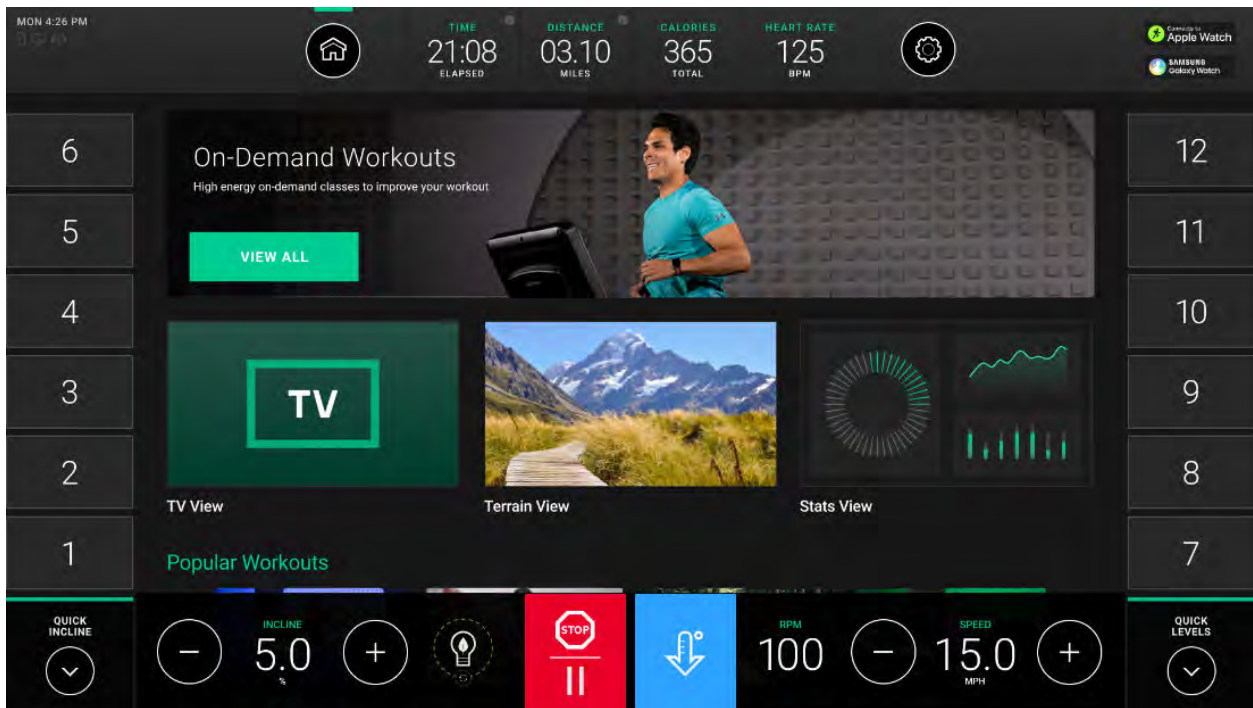 MON 4:26 PM
TIME
21:08
ELAPSED
DISTANCE
03.10
MILES
CALORIES
365
TOTAL
HEART RATE
125
BPM
Connects to
Apple Watch
SAMSUNG
Galaxy Watch
6
5
4
3
2
1
On-Demand Workouts
High energy on-demand classes to improve your workout
VIEW ALL
TV
TV View
Terrain View
Stats View
Popular Workouts
12
11
10
9
8
7
QUICK
INCLINE
INCLINE
5.0
%
STOP
RPM
100
SPEED
15.0
MPH
QUICK
LEVELS